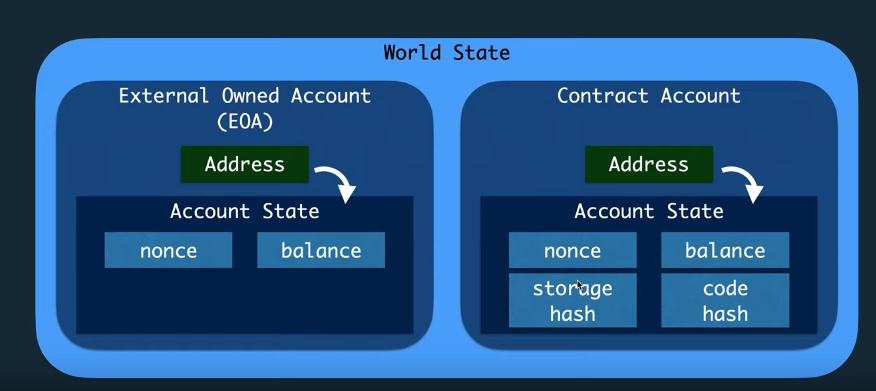 World State
External Owned Account
(EOA)
Address
Account State
nonce
balance
Contract Account
Address
Account State
nonce
balance
storage
hash
code
hash